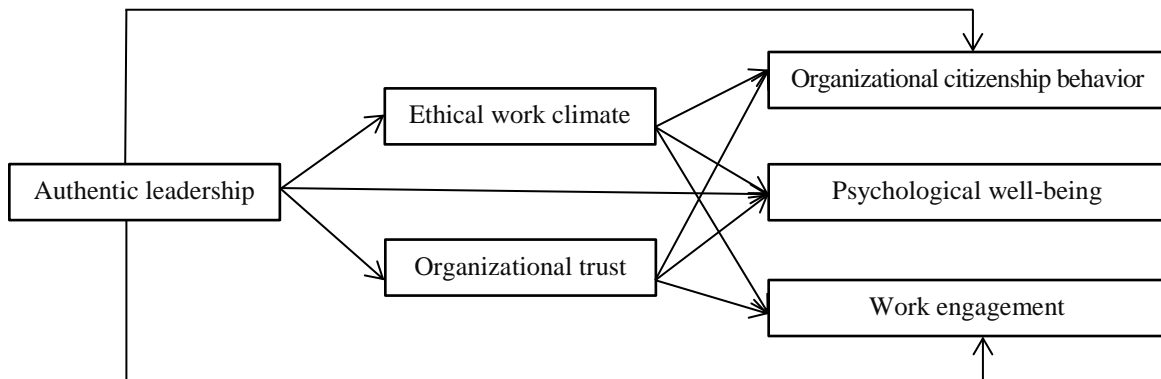 Organizational citizenship behavior
Ethical work climate
Authentic leadership
Psychological well-being
Organizational trust
Work engagement